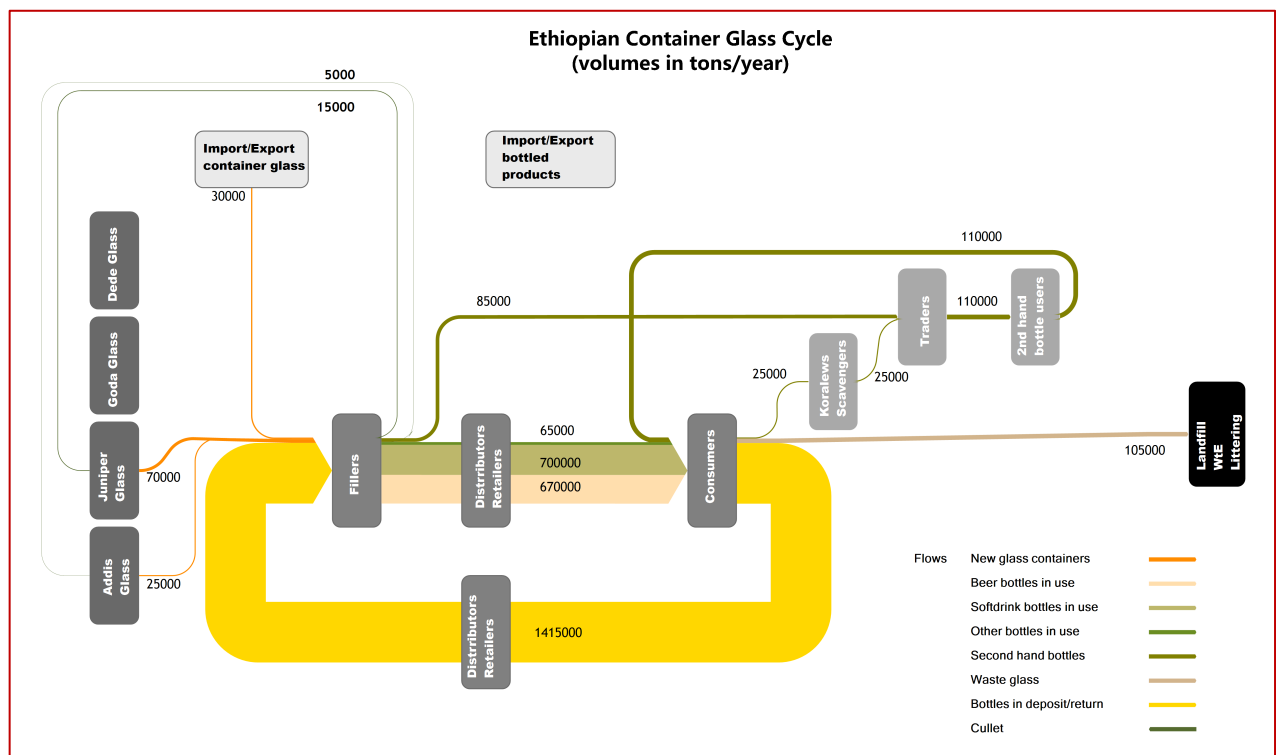 Ethiopian Container Glass Cycle
(volumes in tons/year)
5000
15000
Import/Export
container glass
Import/Export
bottled
products
30000
Dede Glass
Goda Glass
Juniper
Glass
Addis
Glass
70000
25000
Fillers
85000
65000
700000
670000
Distrributors
Retailers
Distrributors
Retailers
1415000
Consumers
110000
25000
Koralews
Scavengers
25000
Traders
110000
2nd hand
bottle users
105000
Landfill
WtE
Littering
Flows
New glass containers
Beer bottles in use
Softdrink bottles in use
Other bottles in use
Second hand bottles
Waste glass
Bottles in deposit/return
Cullet